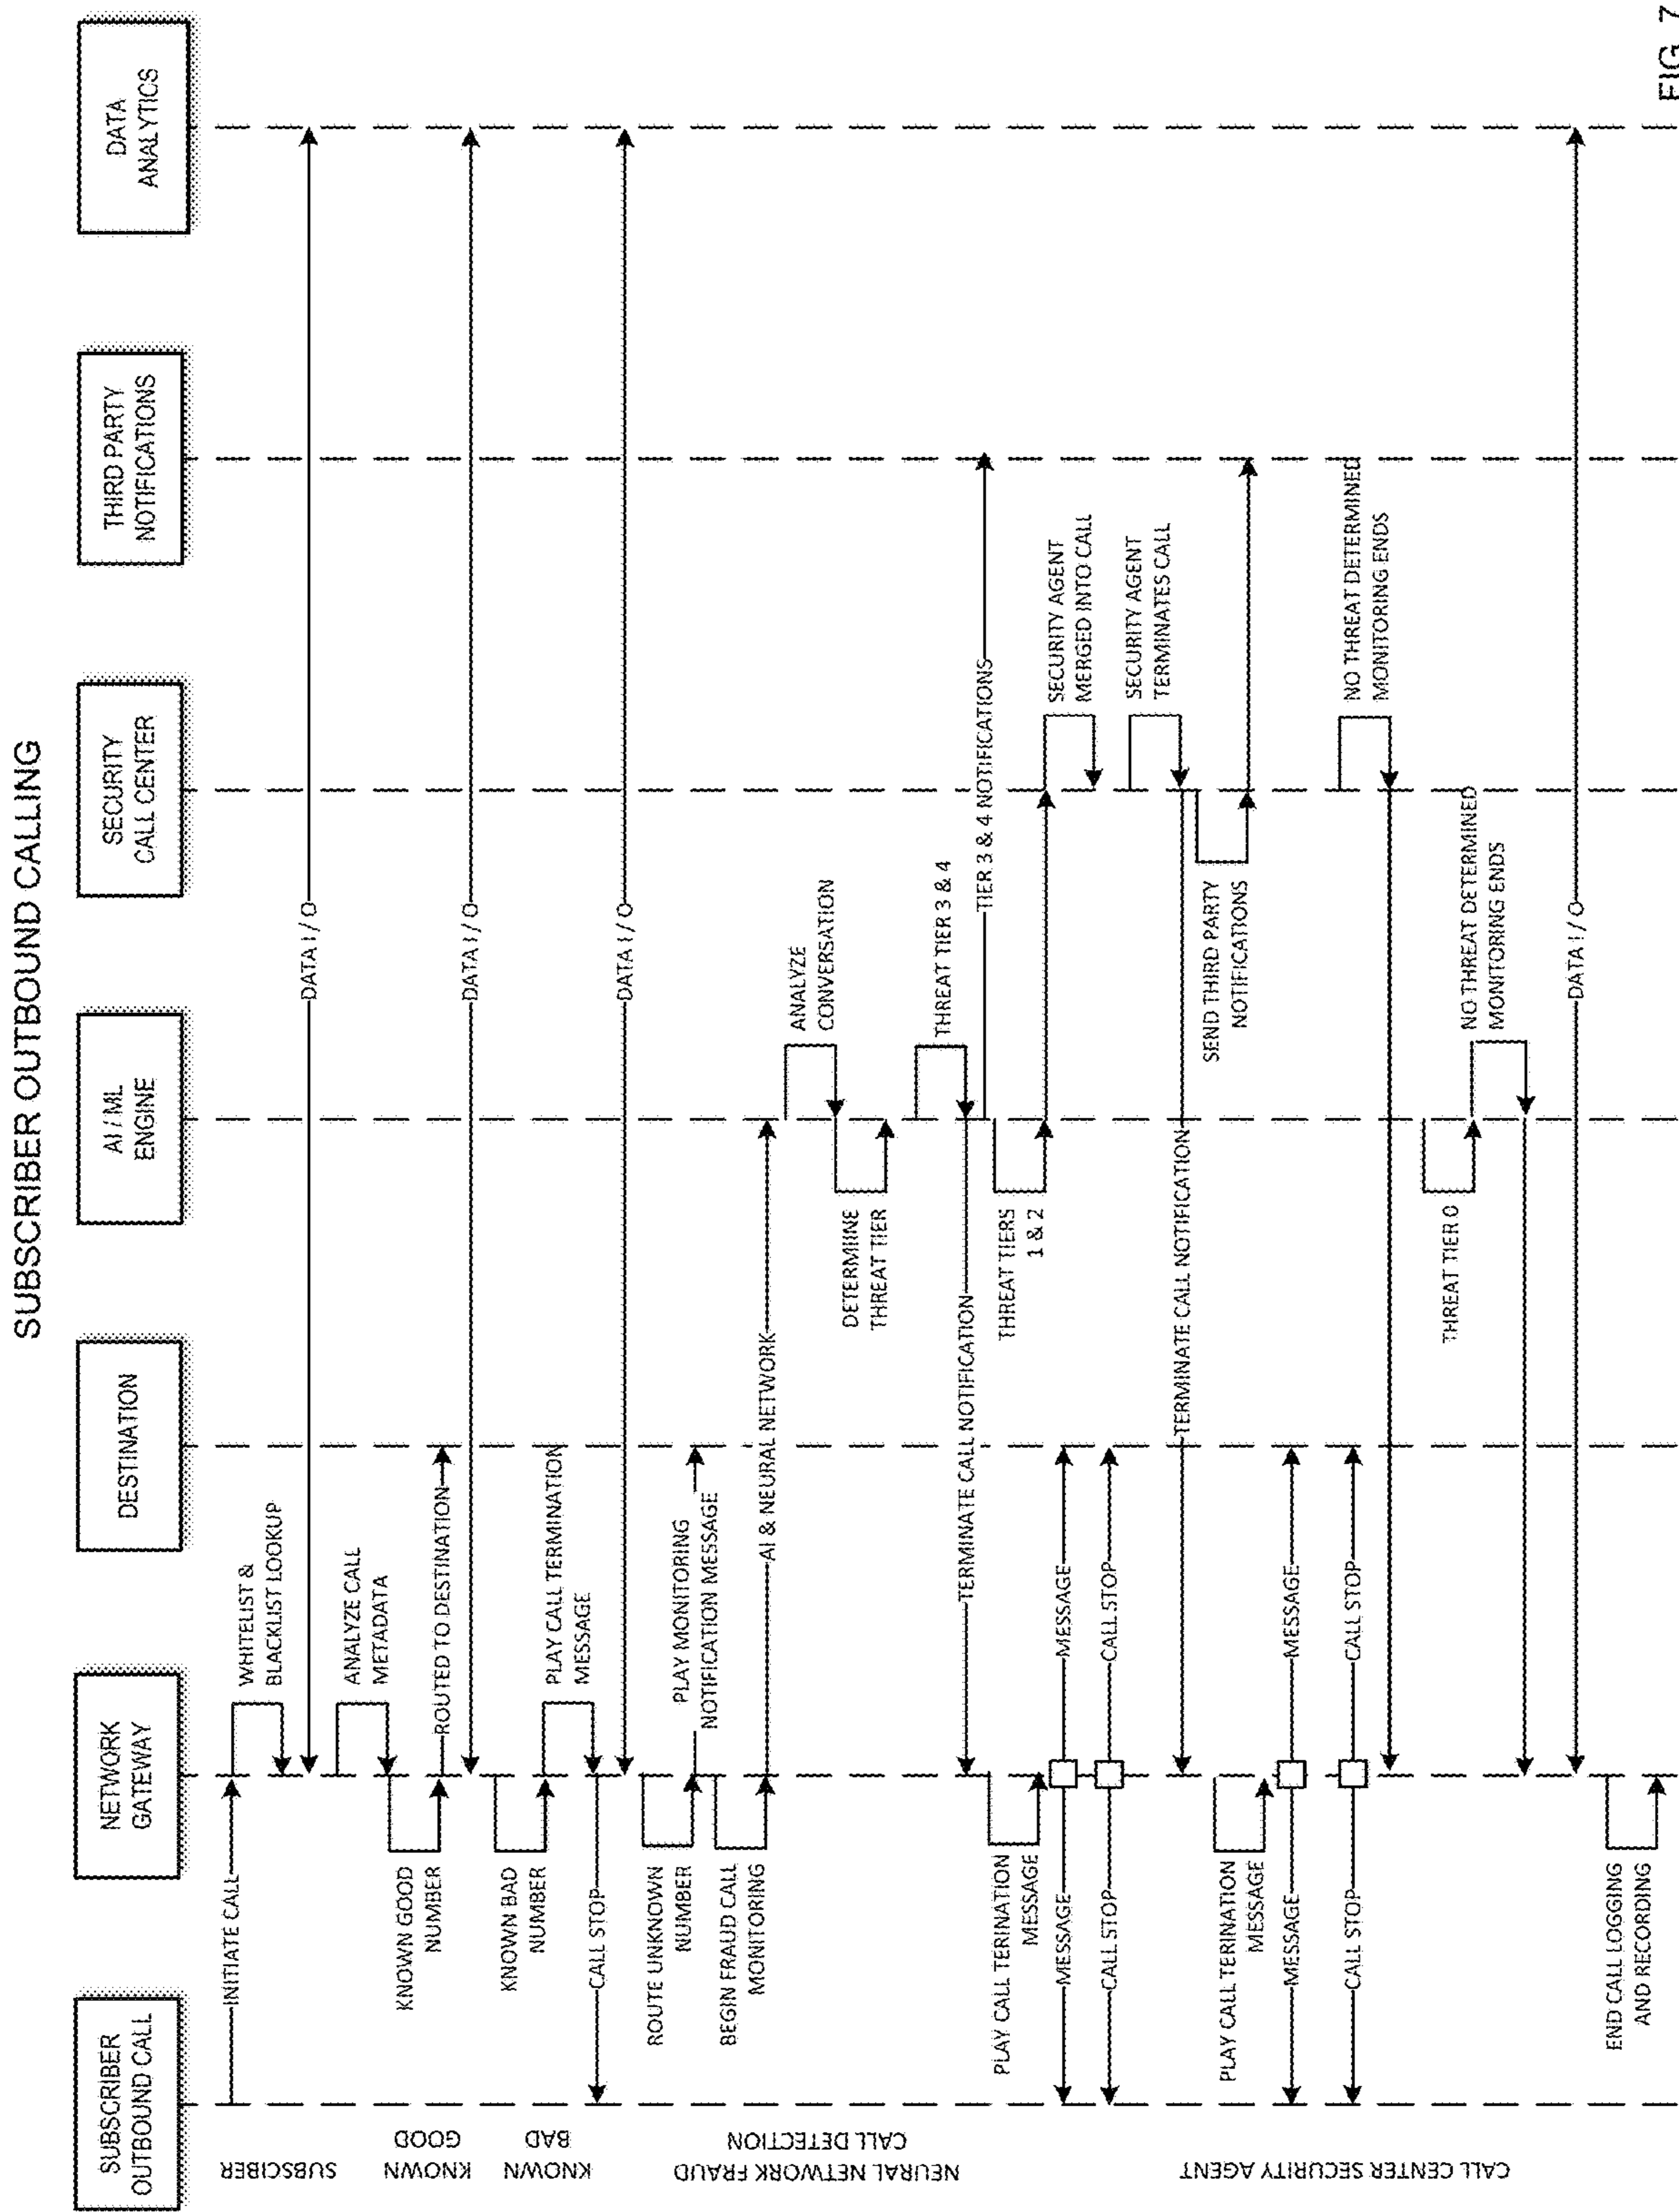 SUBSCRIBER OUTBOUND CALLING
SUBSCRIBER
OUTBOUND CALL
NETWORK
GATEWAY
DESTINATION
AI / ML
ENGINE
SECURITY
CALL CENTER
THIRD PARTY
NOTIFICATIONS
DATA
ANALYTICS
SUBSCIBER
INITIATE CALL
WHITELIST &
BLACKLIST LOOKUP
DATA I / O
ANALYZE CALL
METADATA
KNOWN
GOOD
KNOWN GOOD
NUMBER
ROUTED TO DESTINATION
DATA I / O
KNOWN
BAD
KNOWN BAD
NUMBER
PLAY CALL TERMINATION
MESSAGE
CALL STOP
DATA I / O
NEURAL NETWORK FRAUD
CALL DETECTION
ROUTE UNKNOWN
NUMBER
PLAY MONITORING
NOTIFICATION MESSAGE
BEGIN FRAUD CALL
MONITORING
AI & NEURAL NETWORK
ANALYZE
CONVERSATION
DETERMINE
THREAT TIER
THREAT TIER 3 & 4
TERMINATE CALL NOTIFICATION
TIER 3 & 4 NOTIFICATIONS
THREAT TIERS
1 & 2
PLAY CALL TERINATION
MESSAGE
MESSAGE
MESSAGE
SECURITY AGENT
MERGED INTO CALL
CALL STOP
CALL STOP
SECURITY AGENT
TERMINATES CALL
CALL CENTER SECURITY AGENT
TERMINATE CALL NOTIFICATION
SEND THIRD PARTY
NOTIFICATIONS
PLAY CALL TERINATION
MESSAGE
MESSAGE
MESSAGE
CALL STOP
CALL STOP
NO THREAT DETERMINED
MONITORING ENDS
THREAT TIER 0
NO THREAT DETERMINED
MONITORING ENDS
DATA I / O
END CALL LOGGING
AND RECORDING
FIG. 7